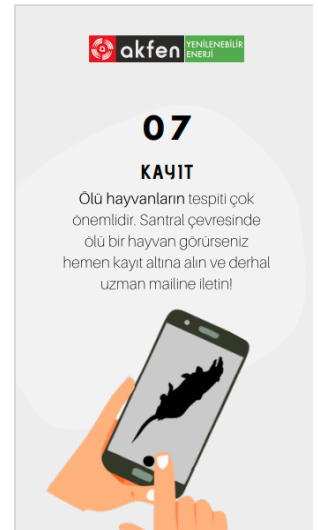 akfen YENİLENEBİLİR
ENERJİ
07
KAYIT
Ölü hayvanların tespiti çok
önemlidir. Santral çevresinde
ölü bir hayvan görürseniz
hemen kayıt altına alın ve derhal
uzman mailine iletin!